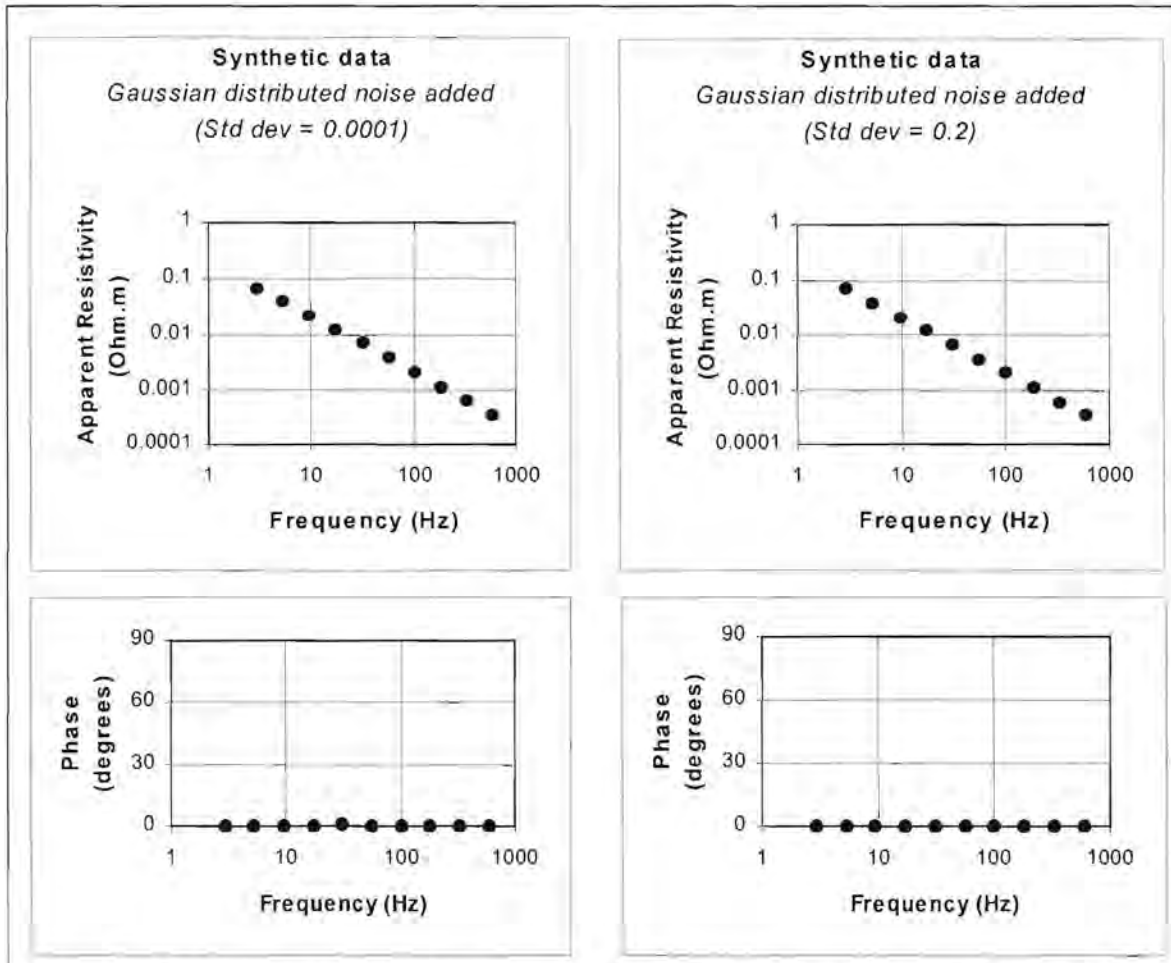 Synthetic data
Gaussian distributed noise added
(Std dev = 0.0001)
Apparent Resistivity
(Ohm.m)
1
0.1
0.01
0.001
0.0001
1 10 100 1000
Frequency (Hz)
Synthetic data
Gaussian distributed noise added
(Std dev = 0.2)
Apparent Resistivity
(Ohm.m)
1
0.1
0.01
0.001
0.0001
1 10 100 1000
Frequency (Hz)
Phase
(degrees)
90
60
30
0
1 10 100 1000
Frequency (Hz)
Phase
(degrees)
90
60
30
0
1 10 100 1000
Frequency (Hz)